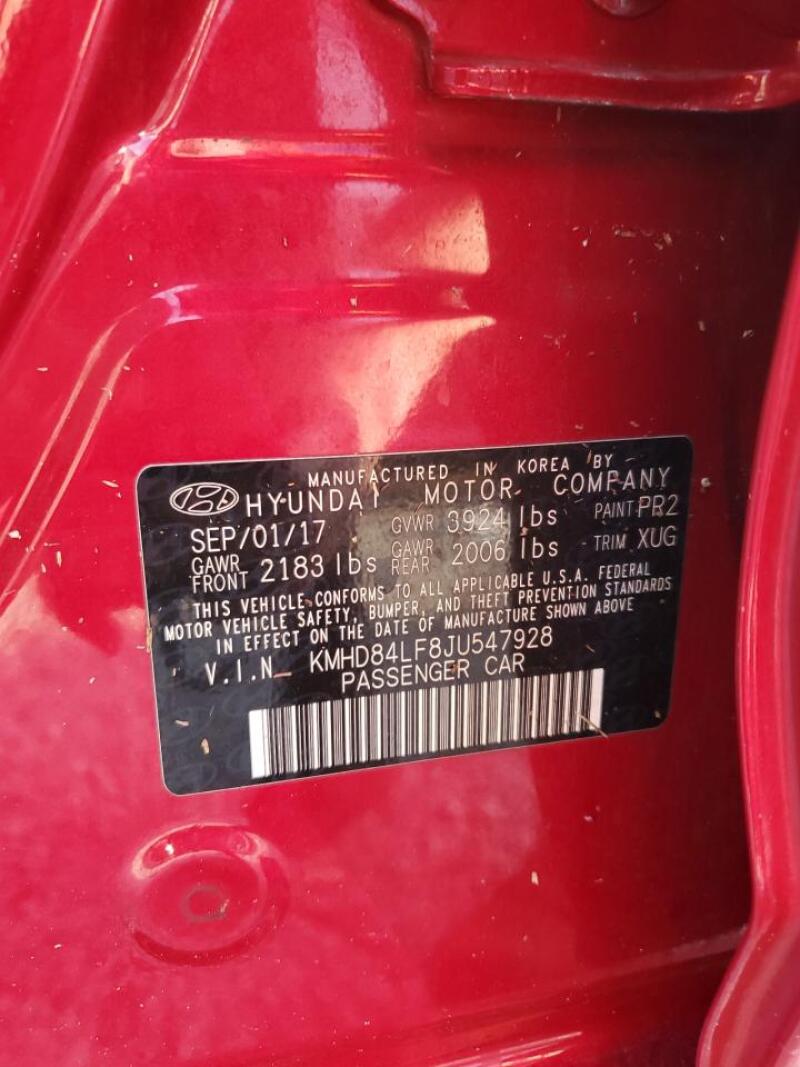 MANUFACTURED IN KOREA BY
HYUNDAI MOTOR COMPANY
SEP/01/17 GVWR 3924 lbs PAINT PR2
GAWR FRONT 2183 lbs GAWR REAR 2006 lbs TRIM XUG
THIS VEHICLE CONFORMS TO ALL APPLICABLE U.S.A. FEDERAL
MOTOR VEHICLE SAFETY, BUMPER, AND THEFT PREVENTION STANDARDS
IN EFFECT ON THE DATE OF MANUFACTURE SHOWN ABOVE
V.I.N KMHD84LF8JU547928
PASSENGER CAR